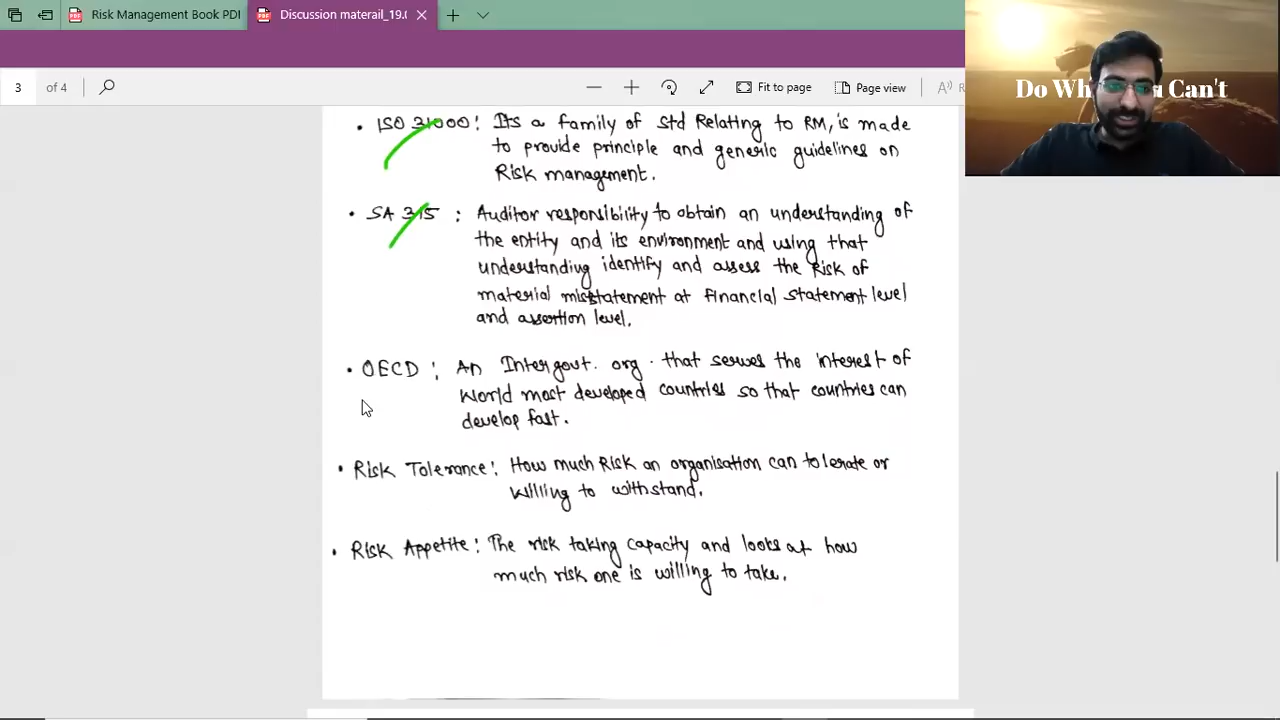 Risk Management Book PDI
Discussion materail_19.0
3 of 4
Fit to page
Page view
Do Wh u Can't
• ISO 31000: Its a family of std Relating to RM, is made
to provide principle and generic guidelines on
Risk management.
• SA 315 : Auditor responsibility to obtain an understanding of
the entity and its environment and using that
understanding identify and assess the Risk of
material misstatement at financial statement level
and assertion level.
• OECD : An Intergovt. org. that serves the interest of
World most developed countries so that countries can
develop fast.
• Risk Tolerance: How much Risk an organisation can tolerate or
willing to withstand.
• Risk Appetite: The risk taking capacity and looks at how
much risk one is willing to take.